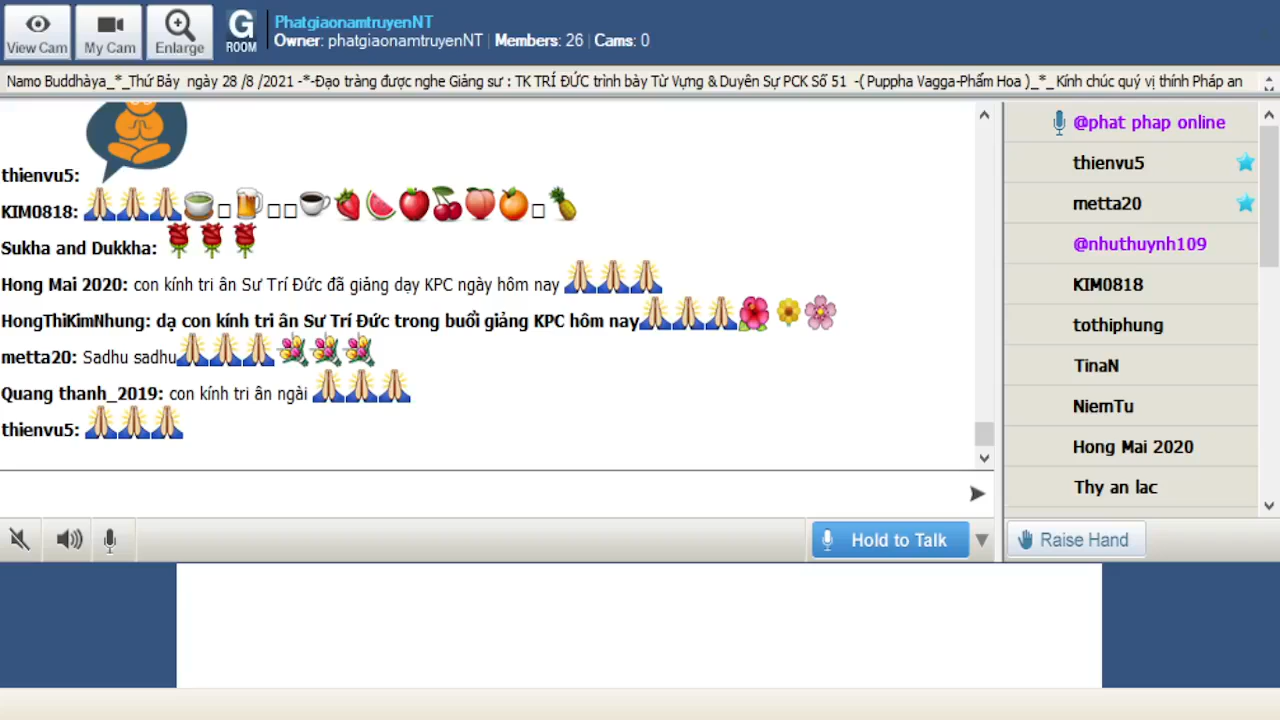 View Cam
My Cam
Enlarge
G
ROOM
PhatgiaonamtruyenNT
Owner: phatgiaonamtruyenNT | Members: 26 | Cams: 0
Namo Buddhàya_*_Thứ Bảy ngày 28 /8 /2021 -*-Đạo tràng được nghe Giảng sư : TK TRÍ ĐỨC trình bày Từ Vựng & Duyên Sự PCK Số 51 -( Puppha Vagga-Phẩm Hoa )_*_ Kính chúc quý vị thính Pháp an
thienvu5:
KIM0818:
Sukha and Dukkha:
Hong Mai 2020: con kính tri ân Sư Trí Đức đã giảng dạy KPC ngày hôm nay
HongThiKimNhung: dạ con kính tri ân Sư Trí Đức trong buổi giảng KPC hôm nay
metta20: Sadhu sadhu
Quang thanh_2019: con kính tri ân ngài
thienvu5:
@phat phap online
thienvu5
metta20
@nhuthuynh109
KIM0818
tothiphung
TinaN
NiemTu
Hong Mai 2020
Thy an lac
Hold to Talk
Raise Hand